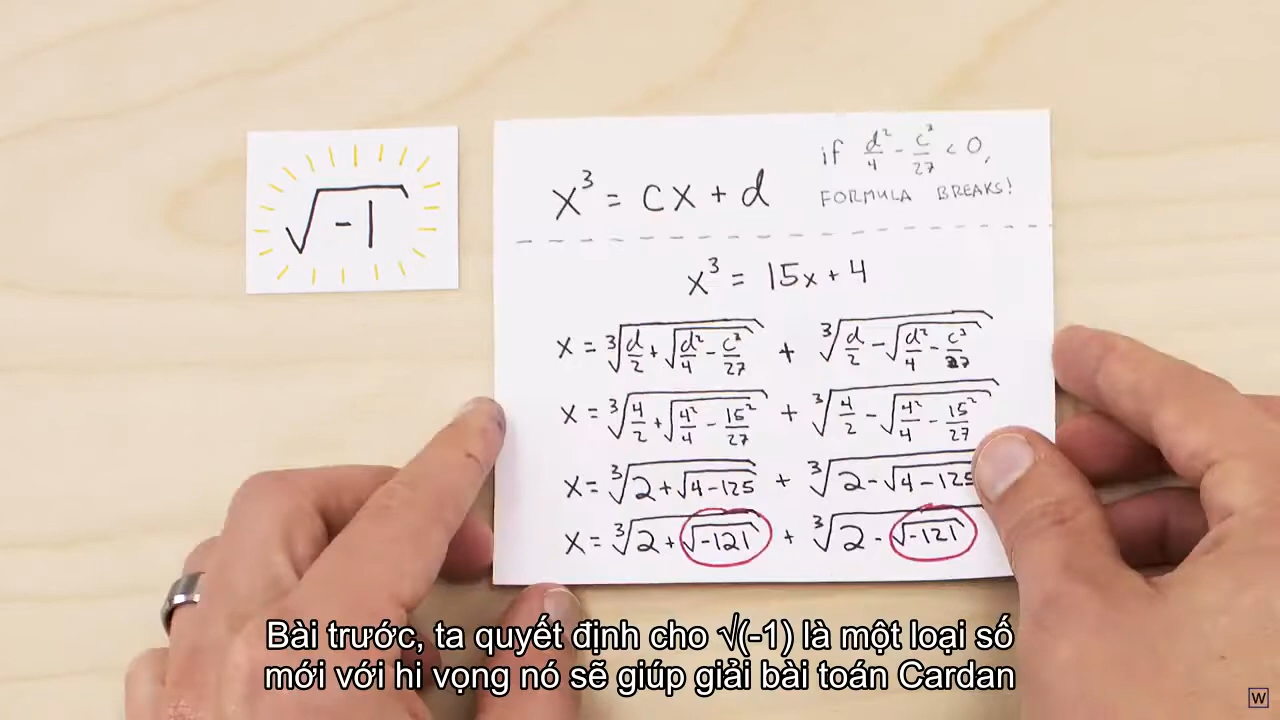 √-1
if d²/4 - c³/27 < 0,
FORMULA BREAKS!
x³ = cx + d
x³ = 15x + 4
x = ∛(d/2 + √(d²/4 - c³/27)) + ∛(d/2 - √(d²/4 - c³/27))
x = ∛(4/2 + √(4²/4 - 15²/27)) + ∛(4/2 - √(4²/4 - 15²/27))
x = ∛(2 + √(4-125)) + ∛(2 - √(4-125))
x = ∛(2 + √(-121)) + ∛(2 - √(-121))
Bài trước, ta quyết định cho √(-1) là một loại số
mới với hi vọng nó sẽ giúp giải bài toán Cardan
W